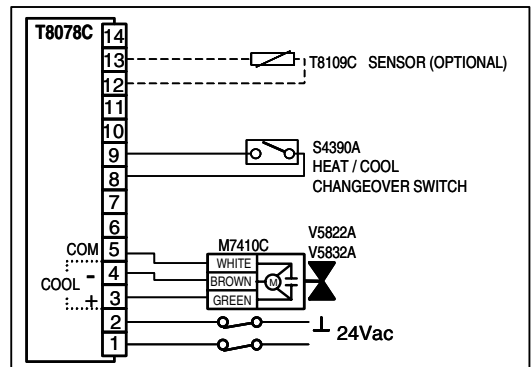 T8078C
14
13
12
11
10
9
8
7
6
5
4
3
2
1
T8109C SENSOR (OPTIONAL)
S4390A
HEAT / COOL
CHANGEOVER SWITCH
COM
COOL
-
+
M7410C
WHITE
BROWN
GREEN
M
V5822A
V5832A
24Vac